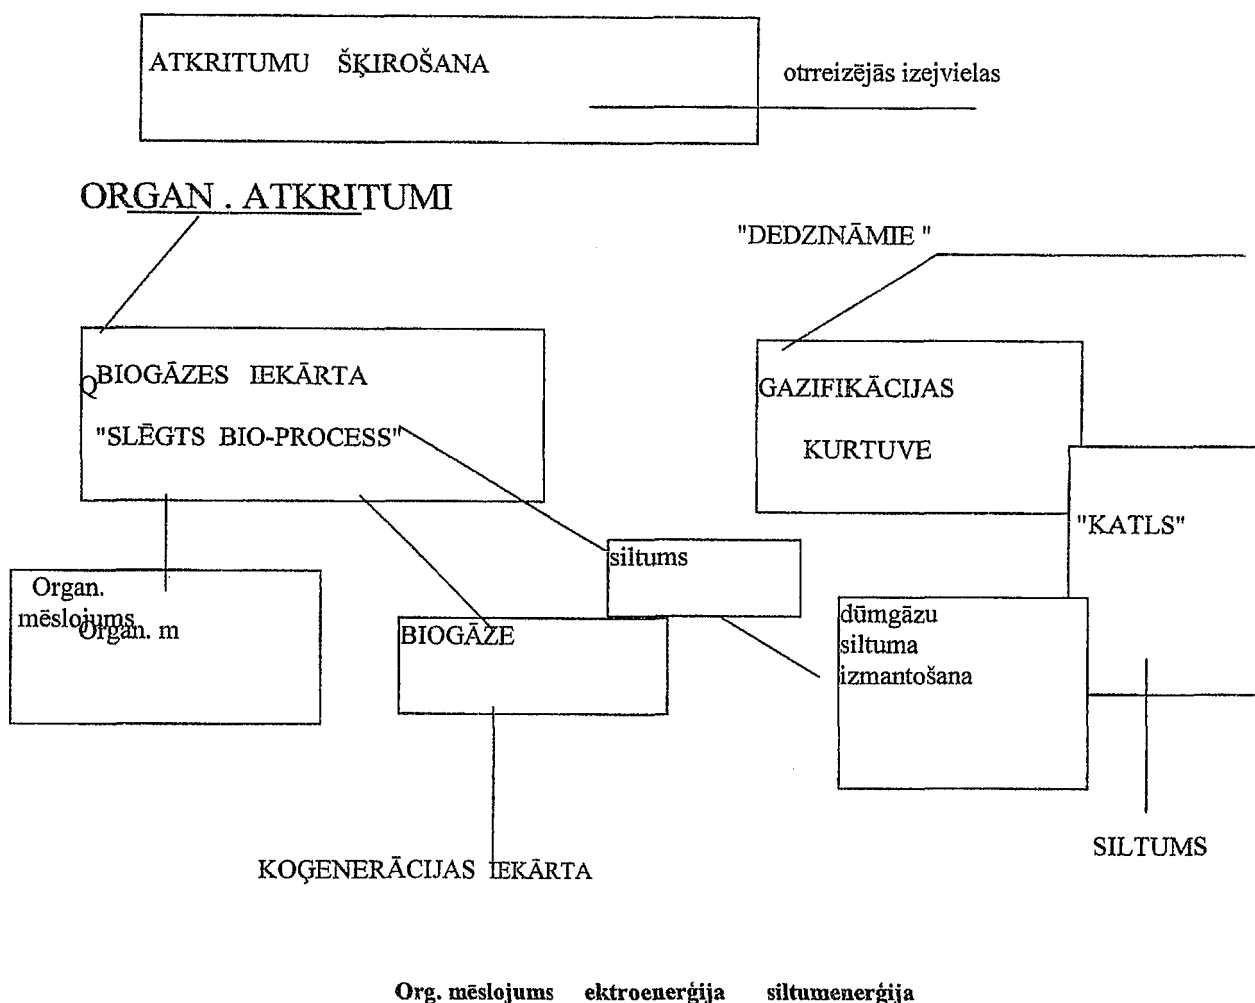 ATKRITUMU ŠĶIROŠANA
otrreizējās izejvielas
ORGAN . ATKRITUMI
"DEDZINĀMIE "
Q
BIOGĀZES IEKĀRTA
"SLĒGTS BIO-PROCESS"
GAZIFIKĀCIJAS
KURTUVE
"KATLS"
siltums
Organ.
mēslojums
Organ. m
BIOGĀZE
dūmgāzu
siltuma
izmantošana
SILTUMS
KOĢENERĀCIJAS IEKĀRTA
Org. mēslojums ektroenerģija siltumenerģija